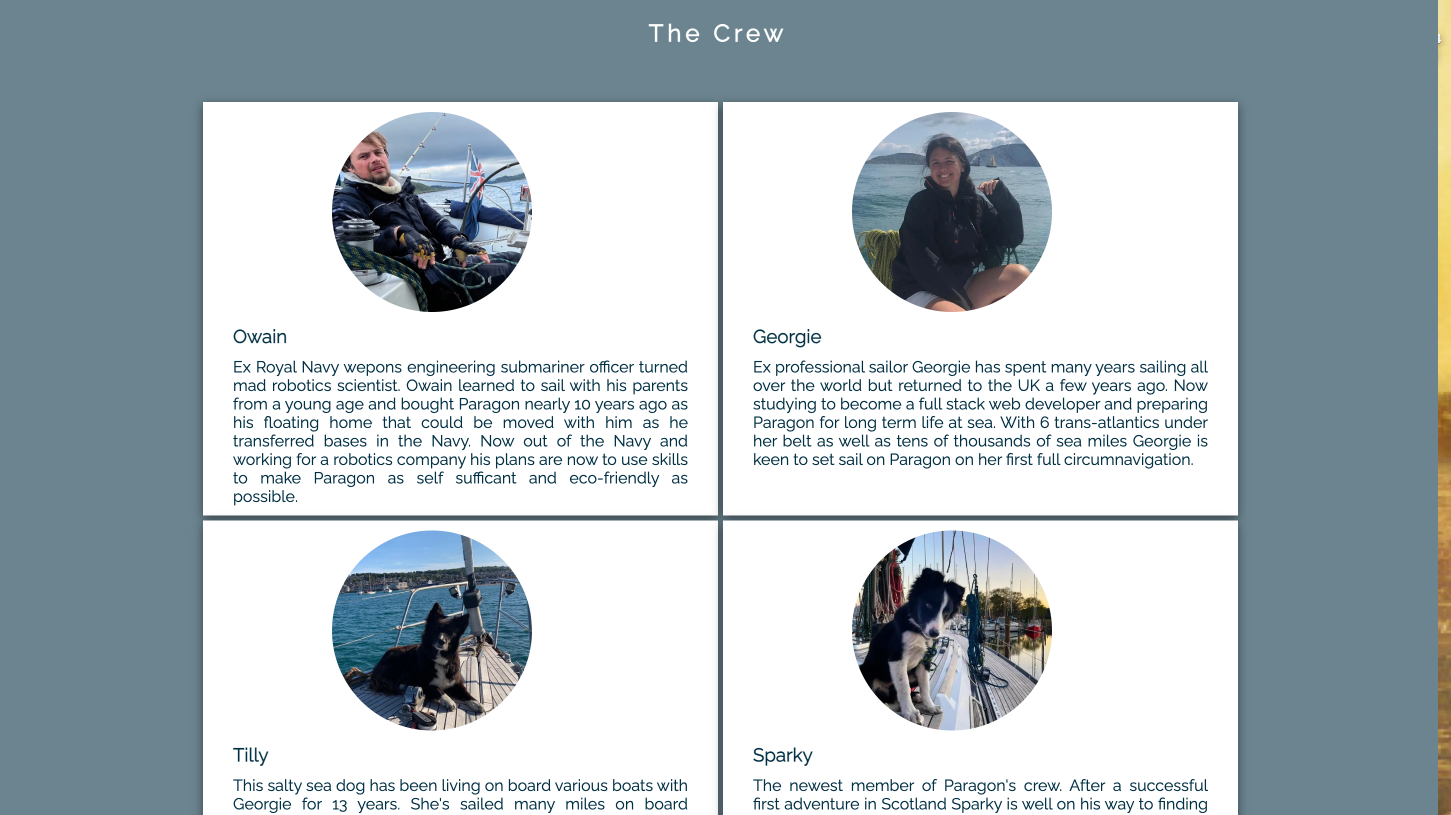 The Crew
Owain
Ex Royal Navy wepons engineering submariner officer turned
mad robotics scientist. Owain learned to sail with his parents
from a young age and bought Paragon nearly 10 years ago as
his floating home that could be moved with him as he
transferred bases in the Navy. Now out of the Navy and
working for a robotics company his plans are now to use skills
to make Paragon as self sufficant and eco-friendly as
possible.
Georgie
Ex professional sailor Georgie has spent many years sailing all
over the world but returned to the UK a few years ago. Now
studying to become a full stack web developer and preparing
Paragon for long term life at sea. With 6 trans-atlantics under
her belt as well as tens of thousands of sea miles Georgie is
keen to set sail on Paragon on her first full circumnavigation.
Tilly
This salty sea dog has been living on board various boats with
Georgie for 13 years. She's sailed many miles on board
Sparky
The newest member of Paragon's crew. After a successful
first adventure in Scotland Sparky is well on his way to finding